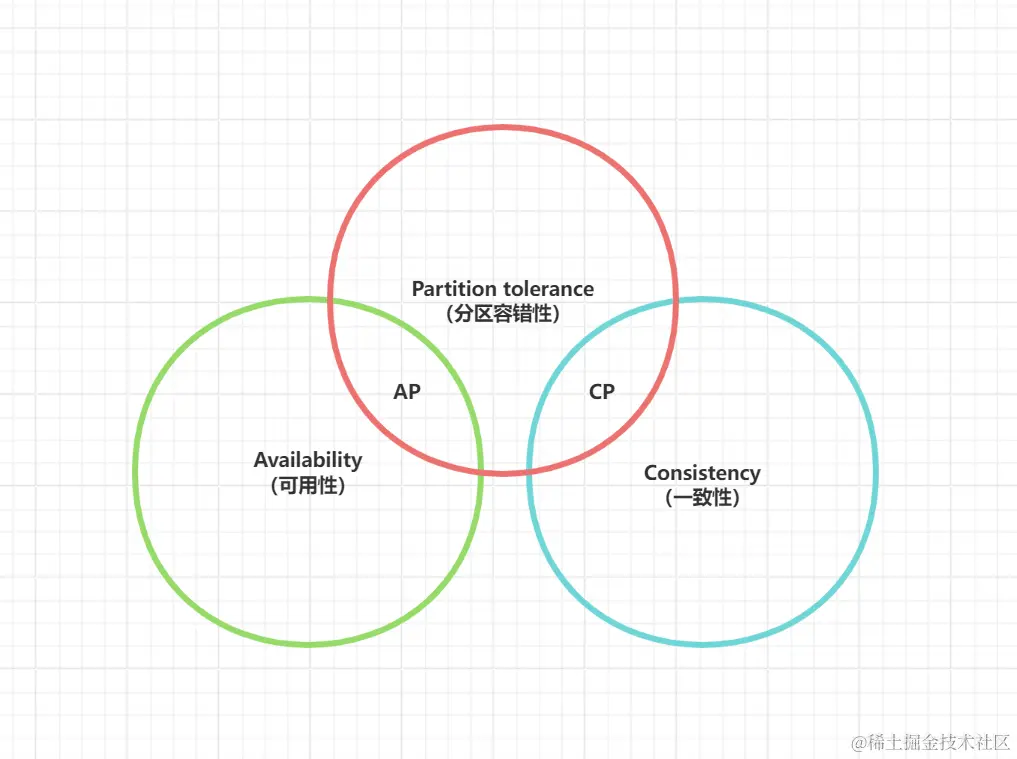 Partition tolerance
（分区容错性）
AP
CP
Availability
（可用性）
Consistency
（一致性）
@稀土掘金技术社区